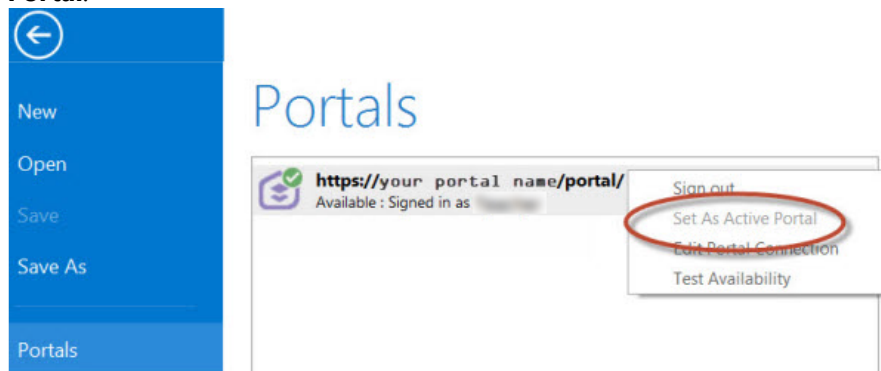 Portals
New
Open
Save
Save As
Portals
https://your portal name/portal/
Available : Signed in as
Sign out
Set As Active Portal
Edit Portal Connection
Test Availability